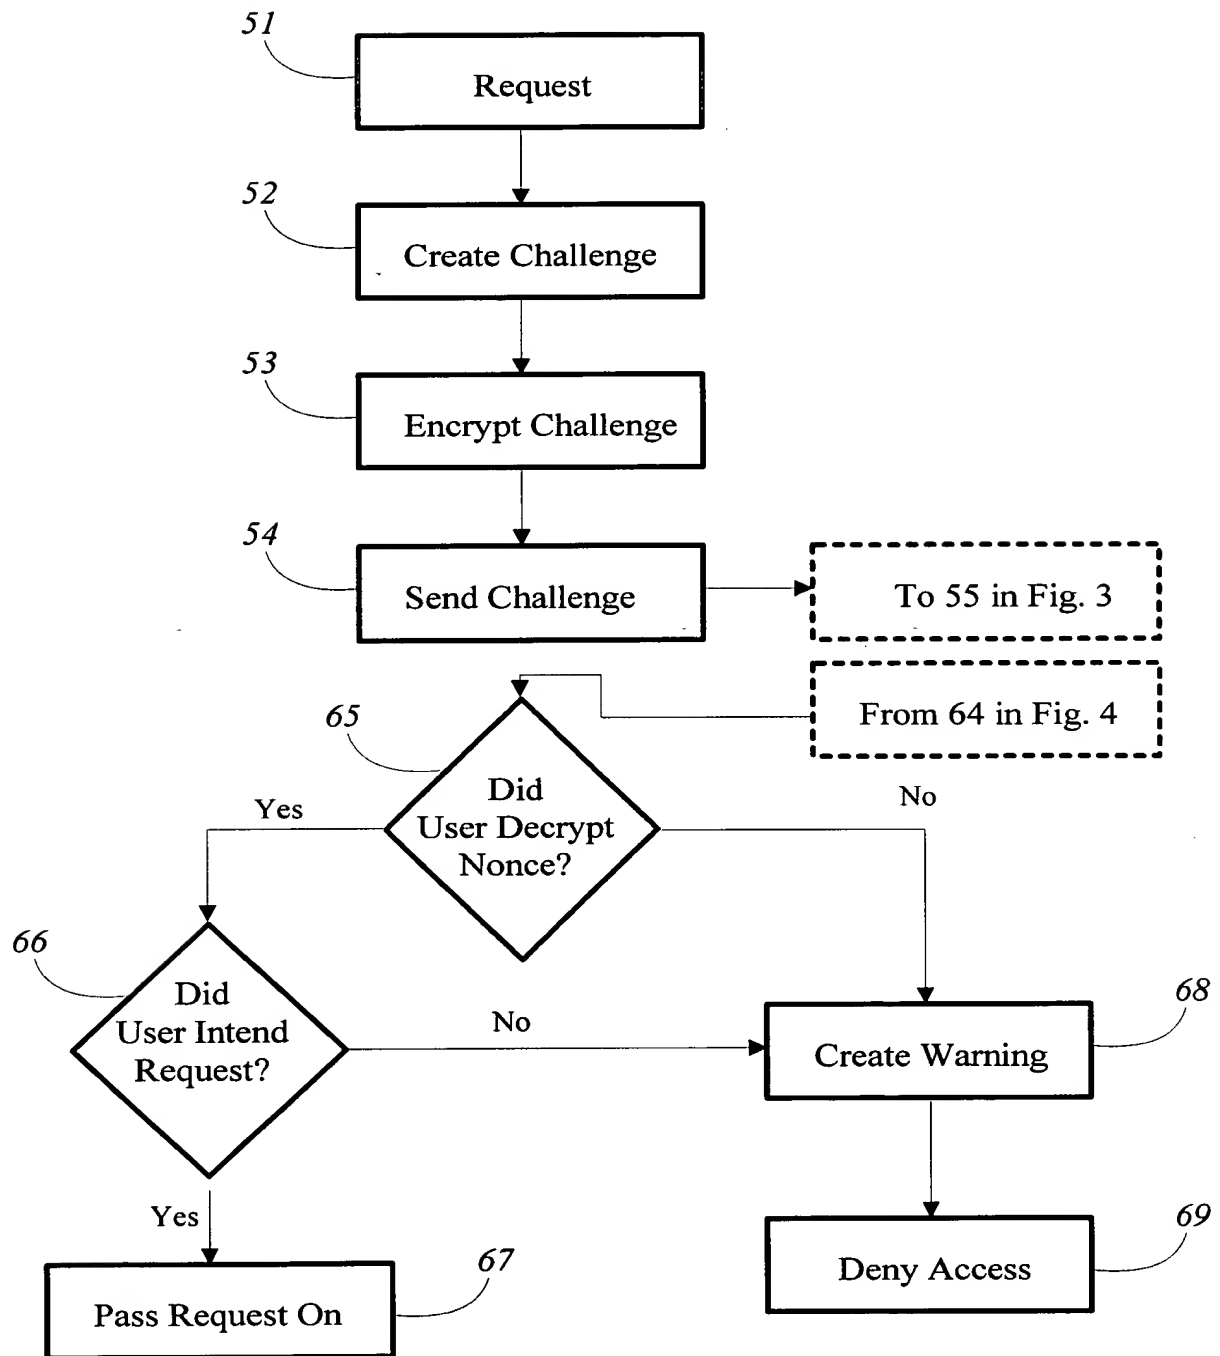 51
Request
52
Create Challenge
53
Encrypt Challenge
54
Send Challenge
To 55 in Fig. 3
From 64 in Fig. 4
65
Did
User Decrypt
Nonce?
Yes
No
66
Did
User Intend
Request?
No
68
Create Warning
Yes
67
Pass Request On
69
Deny Access